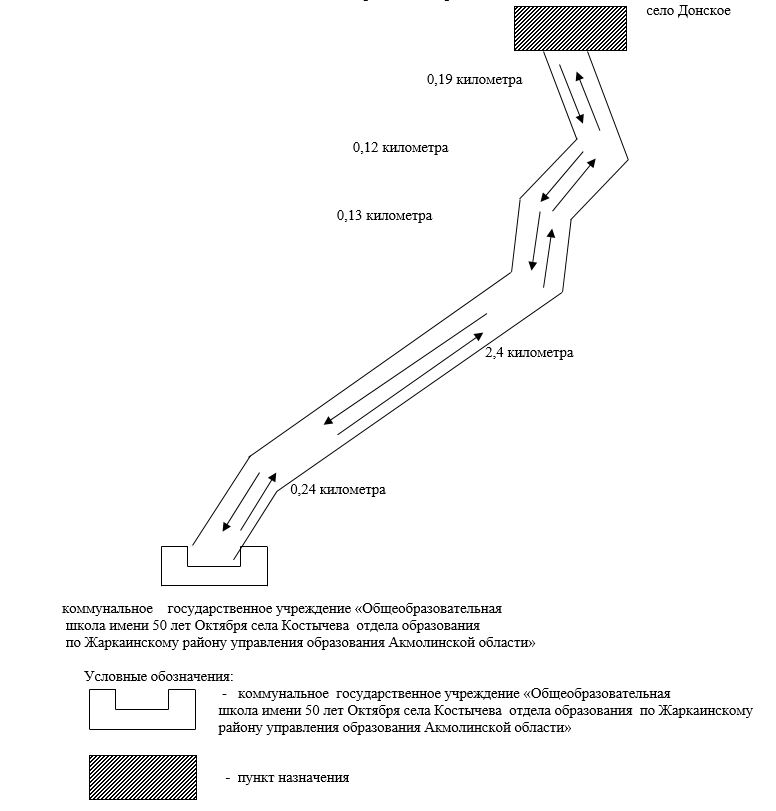 село Донское
0,19 километра
0,12 километра
0,13 километра
2,4 километра
0,24 километра
коммунальное государственное учреждение «Общеобразовательная
школа имени 50 лет Октября села Костычева отдела образования
по Жаркаинскому району управления образования Акмолинской области»
Условные обозначения:
- коммунальное государственное учреждение «Общеобразовательная
школа имени 50 лет Октября села Костычева отдела образования по Жаркаинскому
району управления образования Акмолинской области»
- пункт назначения